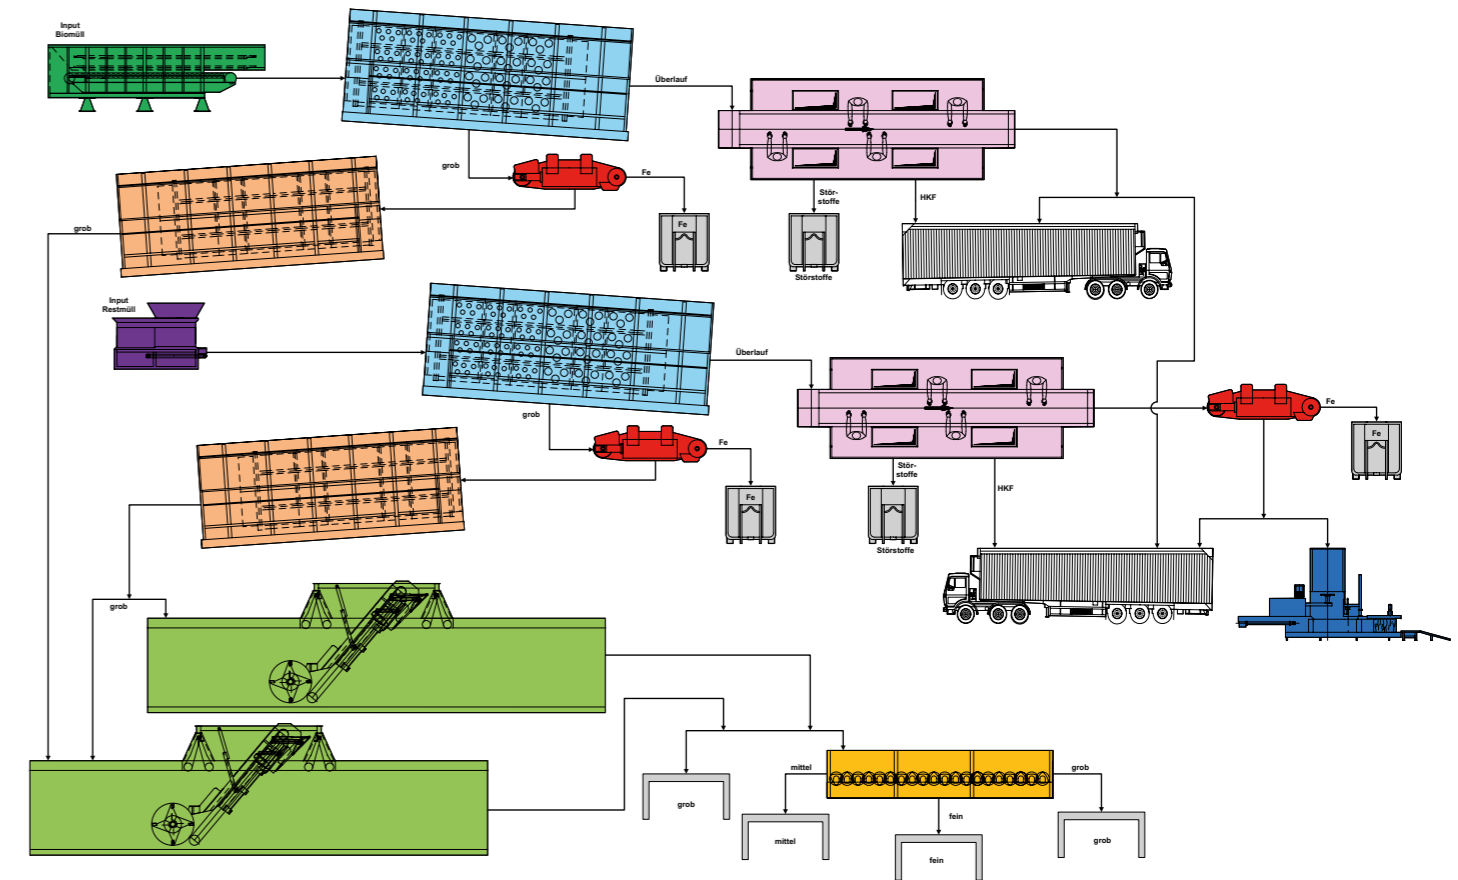 Input
Biomüll
Überlauf
grob
Fe
Fe
Stör-
stoffe
HKF
Störstoffe
grob
Input
Restmüll
Überlauf
grob
Fe
Fe
Stör-
stoffe
HKF
Störstoffe
Fe
Fe
grob
mittel
grob
grob
fein
mittel
grob
fein